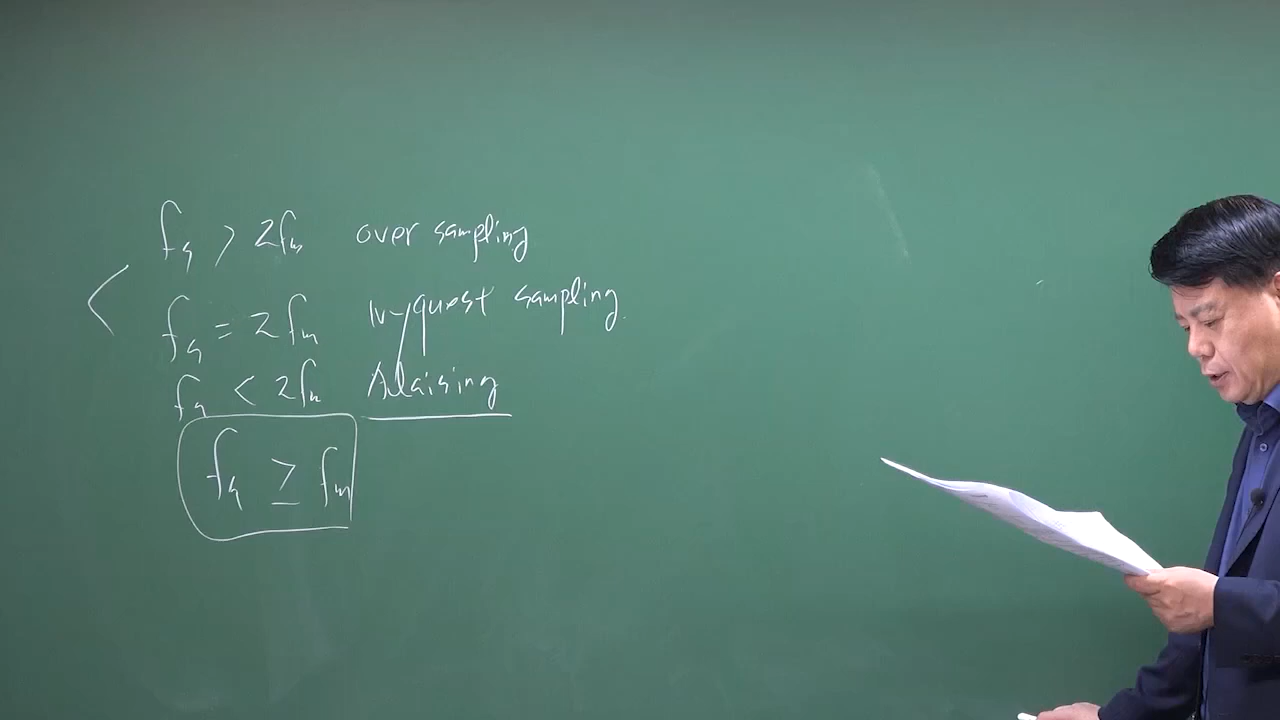 fs > 2fm over sampling
fs = 2fm Nyquest sampling.
fs < 2fm Alaising
fs ≥ fm